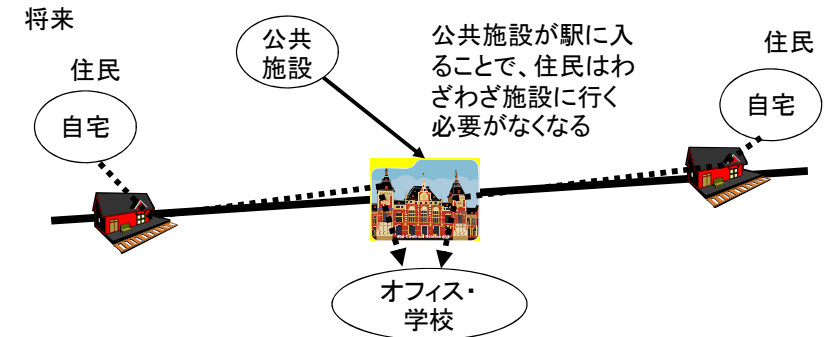 将来
住民
自宅
公共
施設
公共施設が駅に入
ることで、住民はわ
ざわざ施設に行く
必要がなくなる
住民
自宅
オフィス・
学校